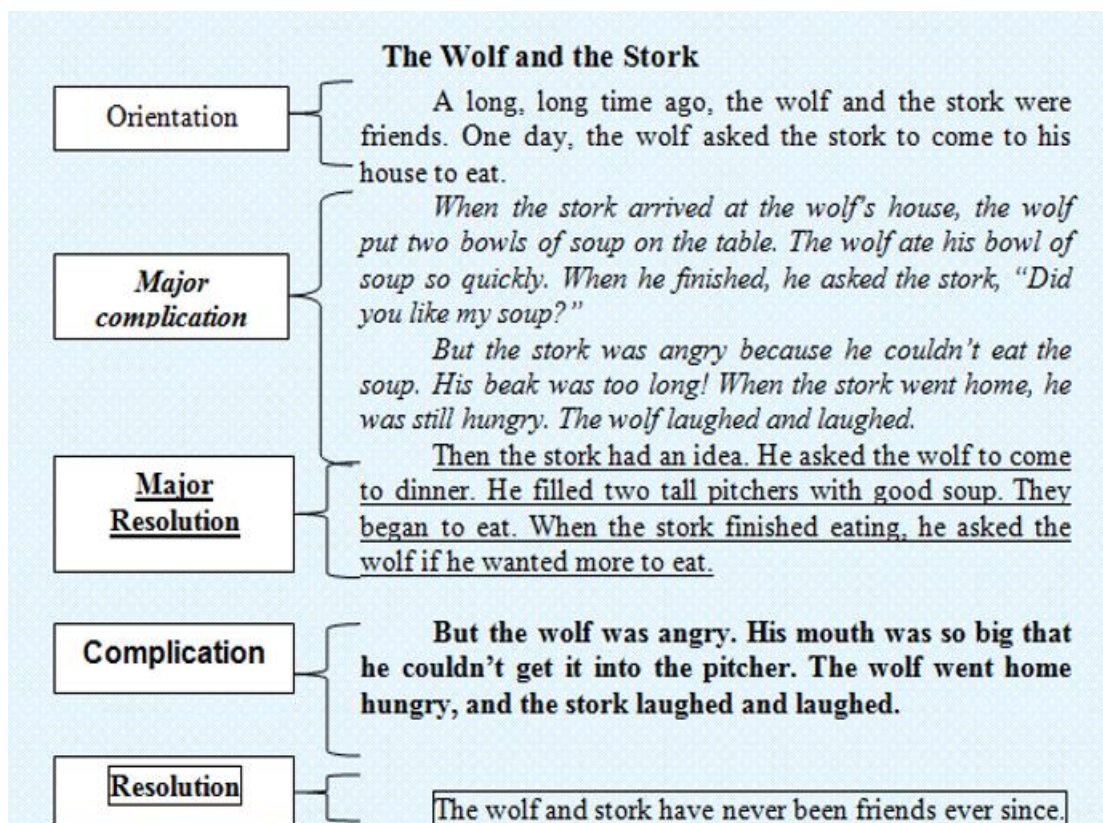 The Wolf and the Stork
Orientation
A long, long time ago, the wolf and the stork were
friends. One day, the wolf asked the stork to come to his
house to eat.
Major
complication
When the stork arrived at the wolf's house, the wolf
put two bowls of soup on the table. The wolf ate his bowl of
soup so quickly. When he finished, he asked the stork, “Did
you like my soup?”
But the stork was angry because he couldn't eat the
soup. His beak was too long! When the stork went home, he
was still hungry. The wolf laughed and laughed.
Major
Resolution
Then the stork had an idea. He asked the wolf to come
to dinner. He filled two tall pitchers with good soup. They
began to eat. When the stork finished eating, he asked the
wolf if he wanted more to eat.
Complication
But the wolf was angry. His mouth was so big that
he couldn't get it into the pitcher. The wolf went home
hungry, and the stork laughed and laughed.
Resolution
The wolf and stork have never been friends ever since.